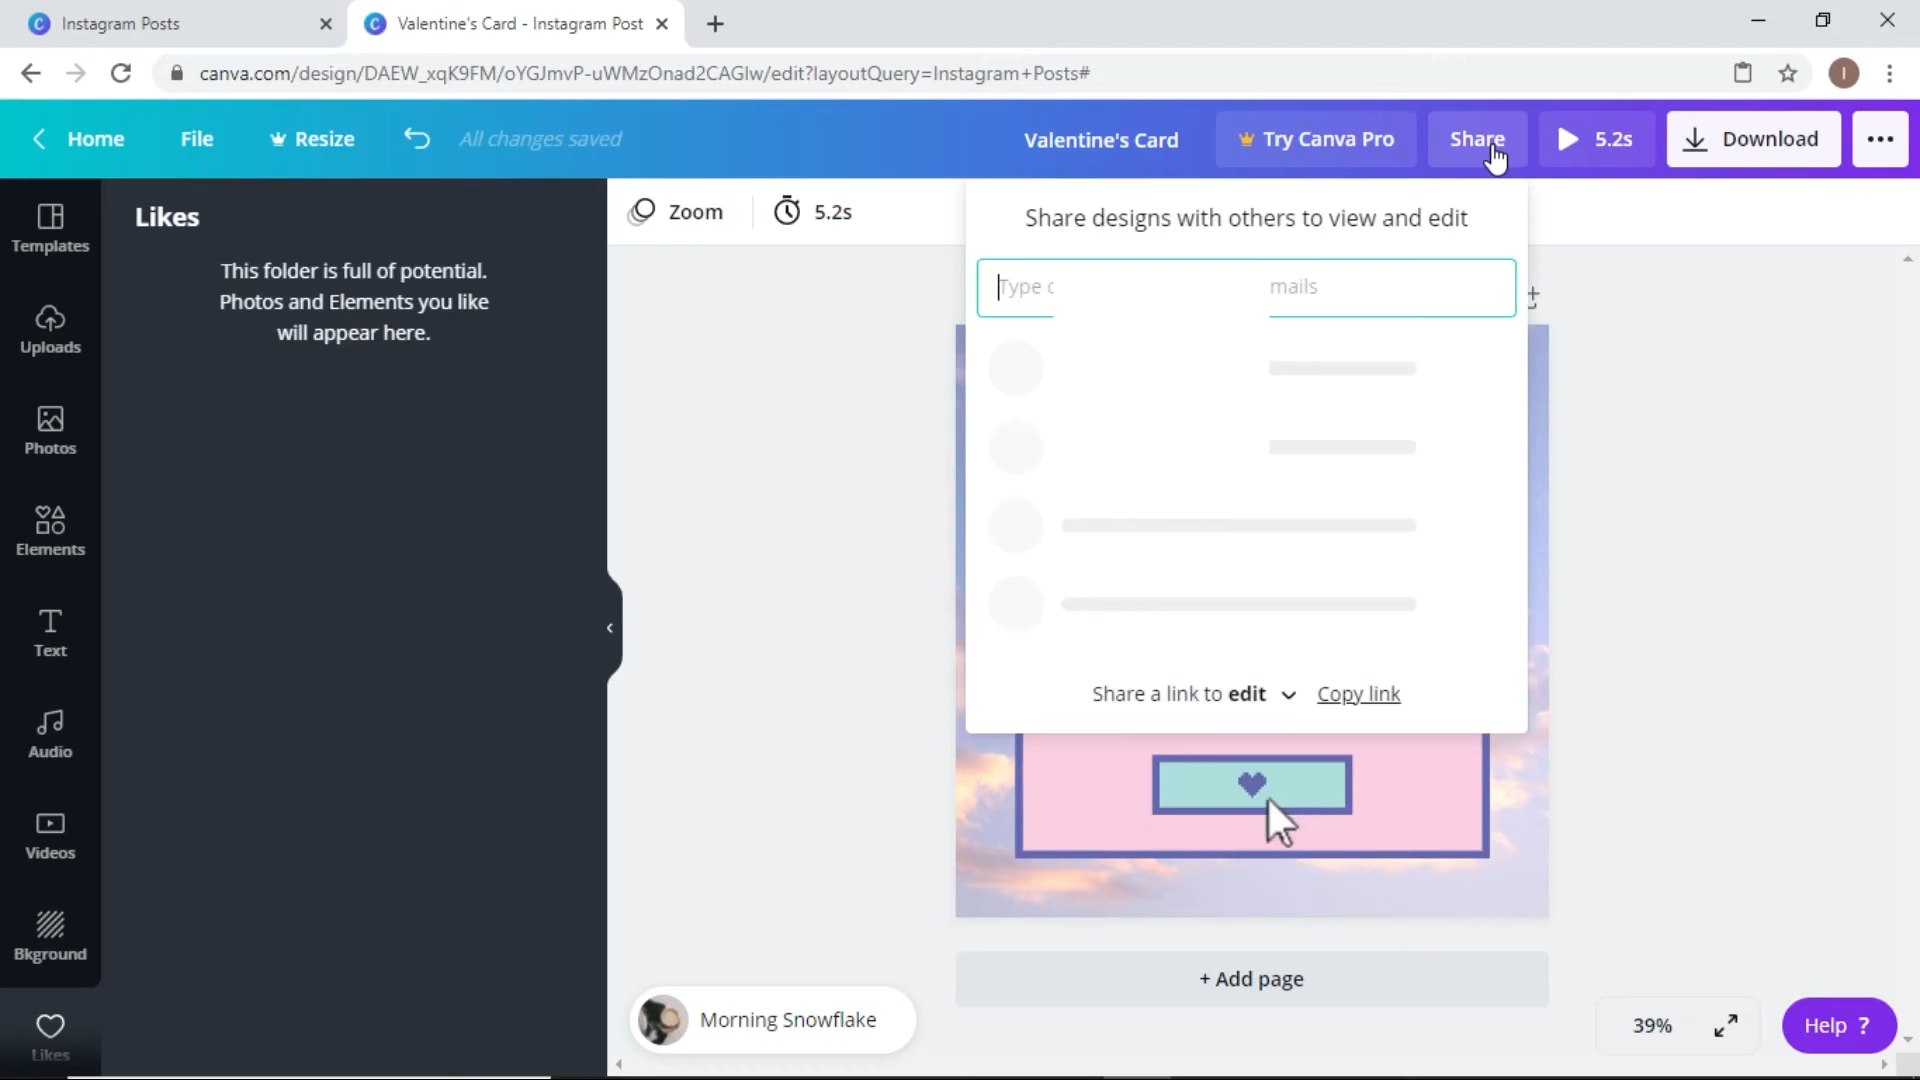 Instagram Posts
Valentine's Card - Instagram Post
canva.com/design/DAEW_xqK9FM/oYGJmvP-uWMzOnad2CAGlw/edit?layoutQuery=Instagram+Posts#
I
Home
File
Resize
All changes saved
Valentine's Card
Try Canva Pro
Share
5.2s
Download
Templates
Uploads
Photos
Elements
Text
Audio
Videos
Bkground
Likes
Likes
This folder is full of potential.
Photos and Elements you like
will appear here.
Zoom
5.2s
Share designs with others to view and edit
Type
mails
Share a link to edit
Copy link
+ Add page
Morning Snowflake
39%
Help ?